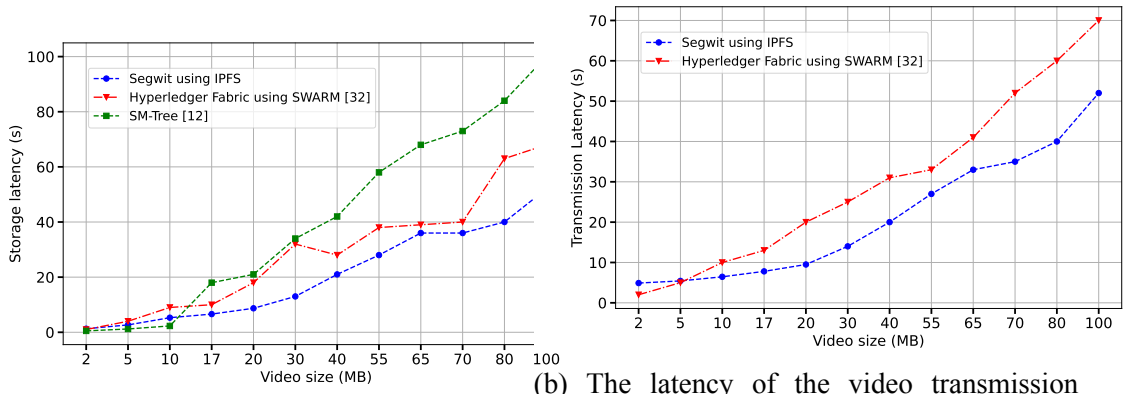 100
80
60
40
20
0
Storage latency (s)
Segwit using IPFS
Hyperledger Fabric using SWARM [32]
SM-Tree [12]
2 5 10 17 20 30 40 55 65 70 80 100
Video size (MB)
70
60
50
40
30
20
10
0
Transmission Latency (s)
Segwit using IPFS
Hyperledger Fabric using SWARM [32]
2 5 10 17 20 30 40 55 65 70 80 100
Video size (MB)
(b) The latency of the video transmission